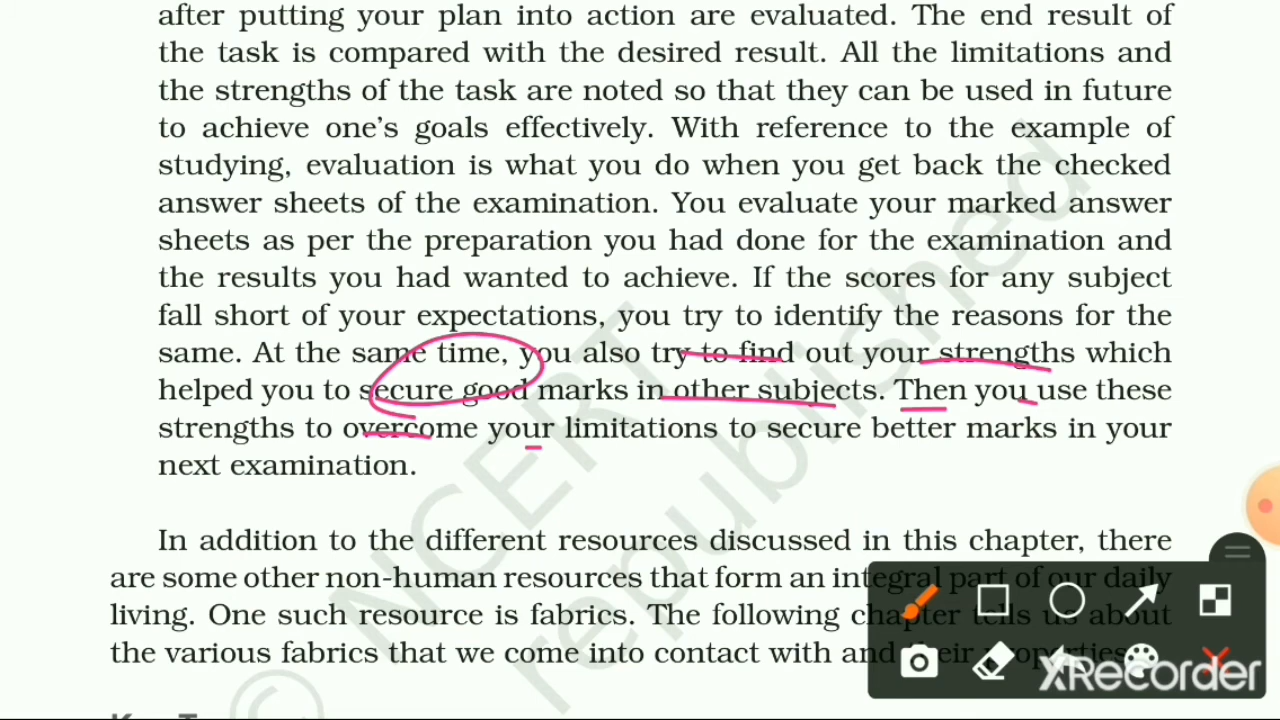 after putting your plan into action are evaluated. The end result of
the task is compared with the desired result. All the limitations and
the strengths of the task are noted so that they can be used in future
to achieve one's goals effectively. With reference to the example of
studying, evaluation is what you do when you get back the checked
answer sheets of the examination. You evaluate your marked answer
sheets as per the preparation you had done for the examination and
the results you had wanted to achieve. If the scores for any subject
fall short of your expectations, you try to identify the reasons for the
same. At the same time, you also try to find out your strengths which
helped you to secure good marks in other subjects. Then you use these
strengths to overcome your limitations to secure better marks in your
next examination.
In addition to the different resources discussed in this chapter, there
are some other non-human resources that form an integral part of our daily
living. One such resource is fabrics. The following chapter tells us about
the various fabrics that we come into contact with and their properties.
© NCERT
republished
XRecorder